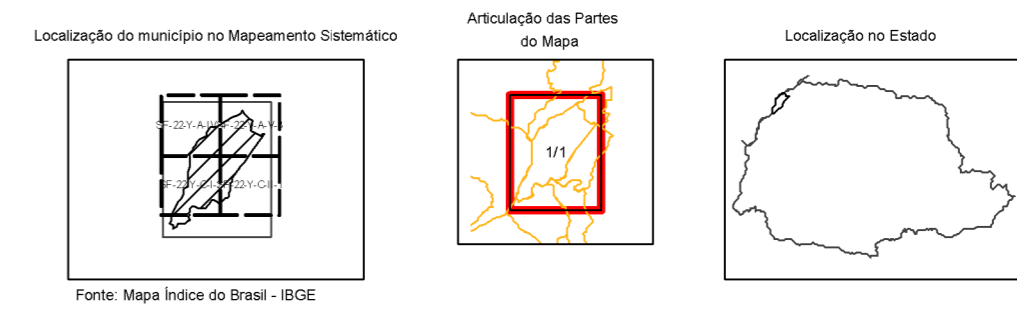 Localização do município no Mapeamento Sistemático
Articulação das Partes
do Mapa
Localização no Estado
1/1
Fonte: Mapa Índice do Brasil - IBGE